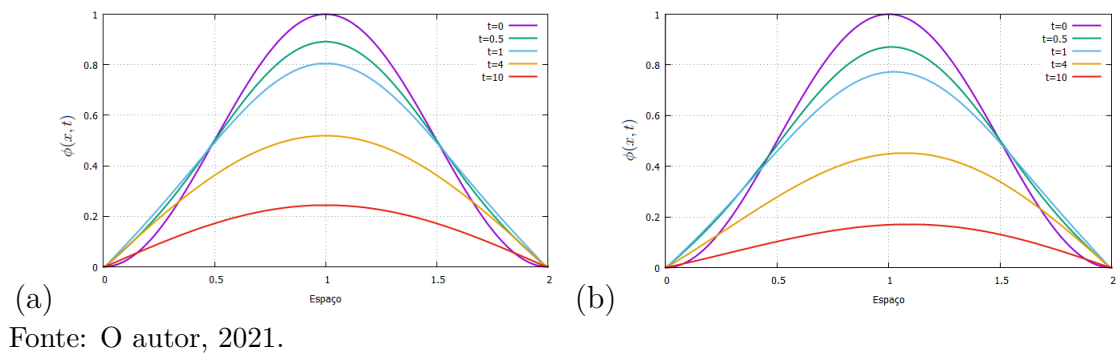 1
0.8
0.6
0.4
0.2
0
ϕ(x, t)
t=0
t=0.5
t=1
t=4
t=10
0 0.5 1 1.5 2
Espaço
(a)
1
0.8
0.6
0.4
0.2
0
ϕ(x, t)
t=0
t=0.5
t=1
t=4
t=10
0 0.5 1 1.5 2
Espaço
(b)
Fonte: O autor, 2021.